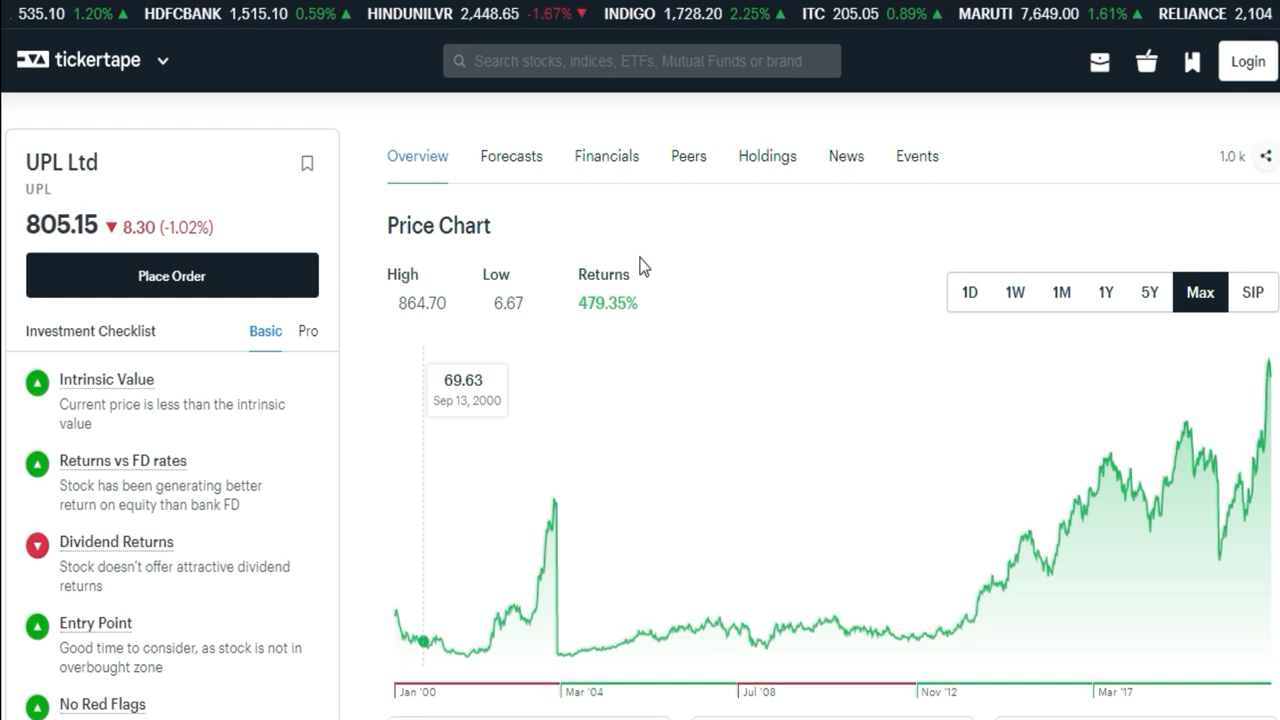 535.10 1.20% ▲ HDFCBANK 1,515.10 0.59% ▲ HINDUNILVR 2,448.65 -1.67% ▼ INDIGO 1,728.20 2.25% ▲ ITC 205.05 0.89% ▲ MARUTI 7,649.00 1.61% ▲ RELIANCE 2,104
tickertape
Search stocks, indices, ETFs, Mutual Funds or brand
Login
UPL Ltd
UPL
805.15 ▼ 8.30 (-1.02%)
Place Order
Investment Checklist Basic Pro
Intrinsic Value
Current price is less than the intrinsic
value
Returns vs FD rates
Stock has been generating better
return on equity than bank FD
Dividend Returns
Stock doesn't offer attractive dividend
returns
Entry Point
Good time to consider, as stock is not in
overbought zone
No Red Flags
Overview Forecasts Financials Peers Holdings News Events 1.0 k
Price Chart
High Low Returns
864.70 6.67 479.35%
1D 1W 1M 1Y 5Y Max SIP
69.63
Sep 13, 2000
Jan '00 Mar '04 Jul '08 Nov '12 Mar '17